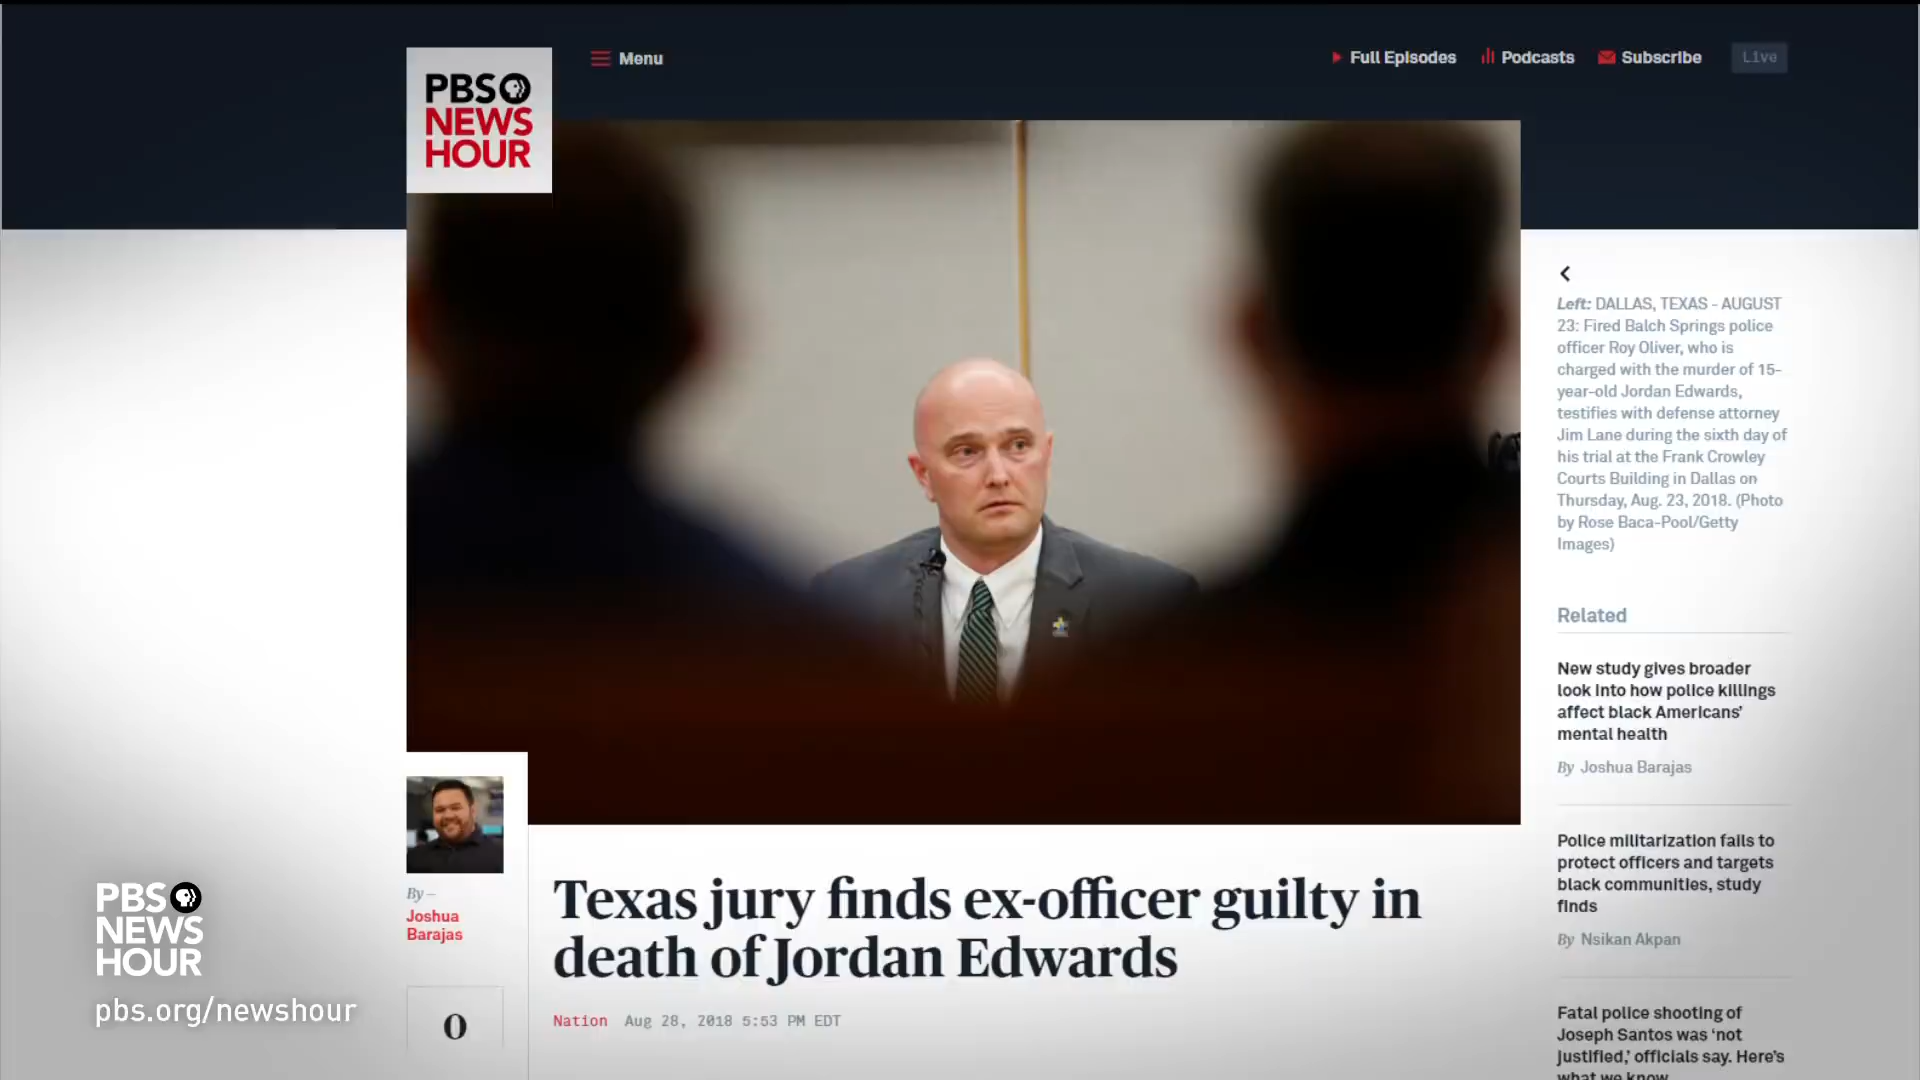 PBS
NEWS
HOUR
Menu
Full Episodes
Podcasts
Subscribe
Live
Left: DALLAS, TEXAS - AUGUST
23: Fired Balch Springs police
officer Roy Oliver, who is
charged with the murder of 15-
year-old Jordan Edwards,
testifies with defense attorney
Jim Lane during the sixth day of
his trial at the Frank Crowley
Courts Building in Dallas on
Thursday, Aug. 23, 2018. (Photo
by Rose Baca-Pool/Getty
Images)
Related
New study gives broader
look into how police killings
affect black Americans’
mental health
By Joshua Barajas
Police militarization fails to
protect officers and targets
black communities, study
finds
By Nsikan Akpan
Fatal police shooting of
Joseph Santos was ‘not
justified,’ officials say. Here’s
what we know
By –
Joshua
Barajas
0
Texas jury finds ex-officer guilty in
death of Jordan Edwards
Nation Aug 28, 2018 5:53 PM EDT
PBS
NEWS
HOUR
pbs.org/newshour